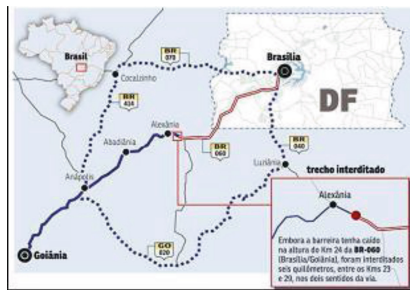 Brasil
BR
070
Cocalzinho
Brasília
BR
414
DF
Alexânia
Abadiânia
BR
060
BR
040
Luziânia
trecho interditado
Anápolis
Alexânia
GO
020
Goiânia
Embora a barreira tenha caído
na altura do Km 24 da BR-060
(Brasília/Goiânia), foram interditados
seis quilômetros, entre os Kms 23
e 29, nos dois sentidos da via.